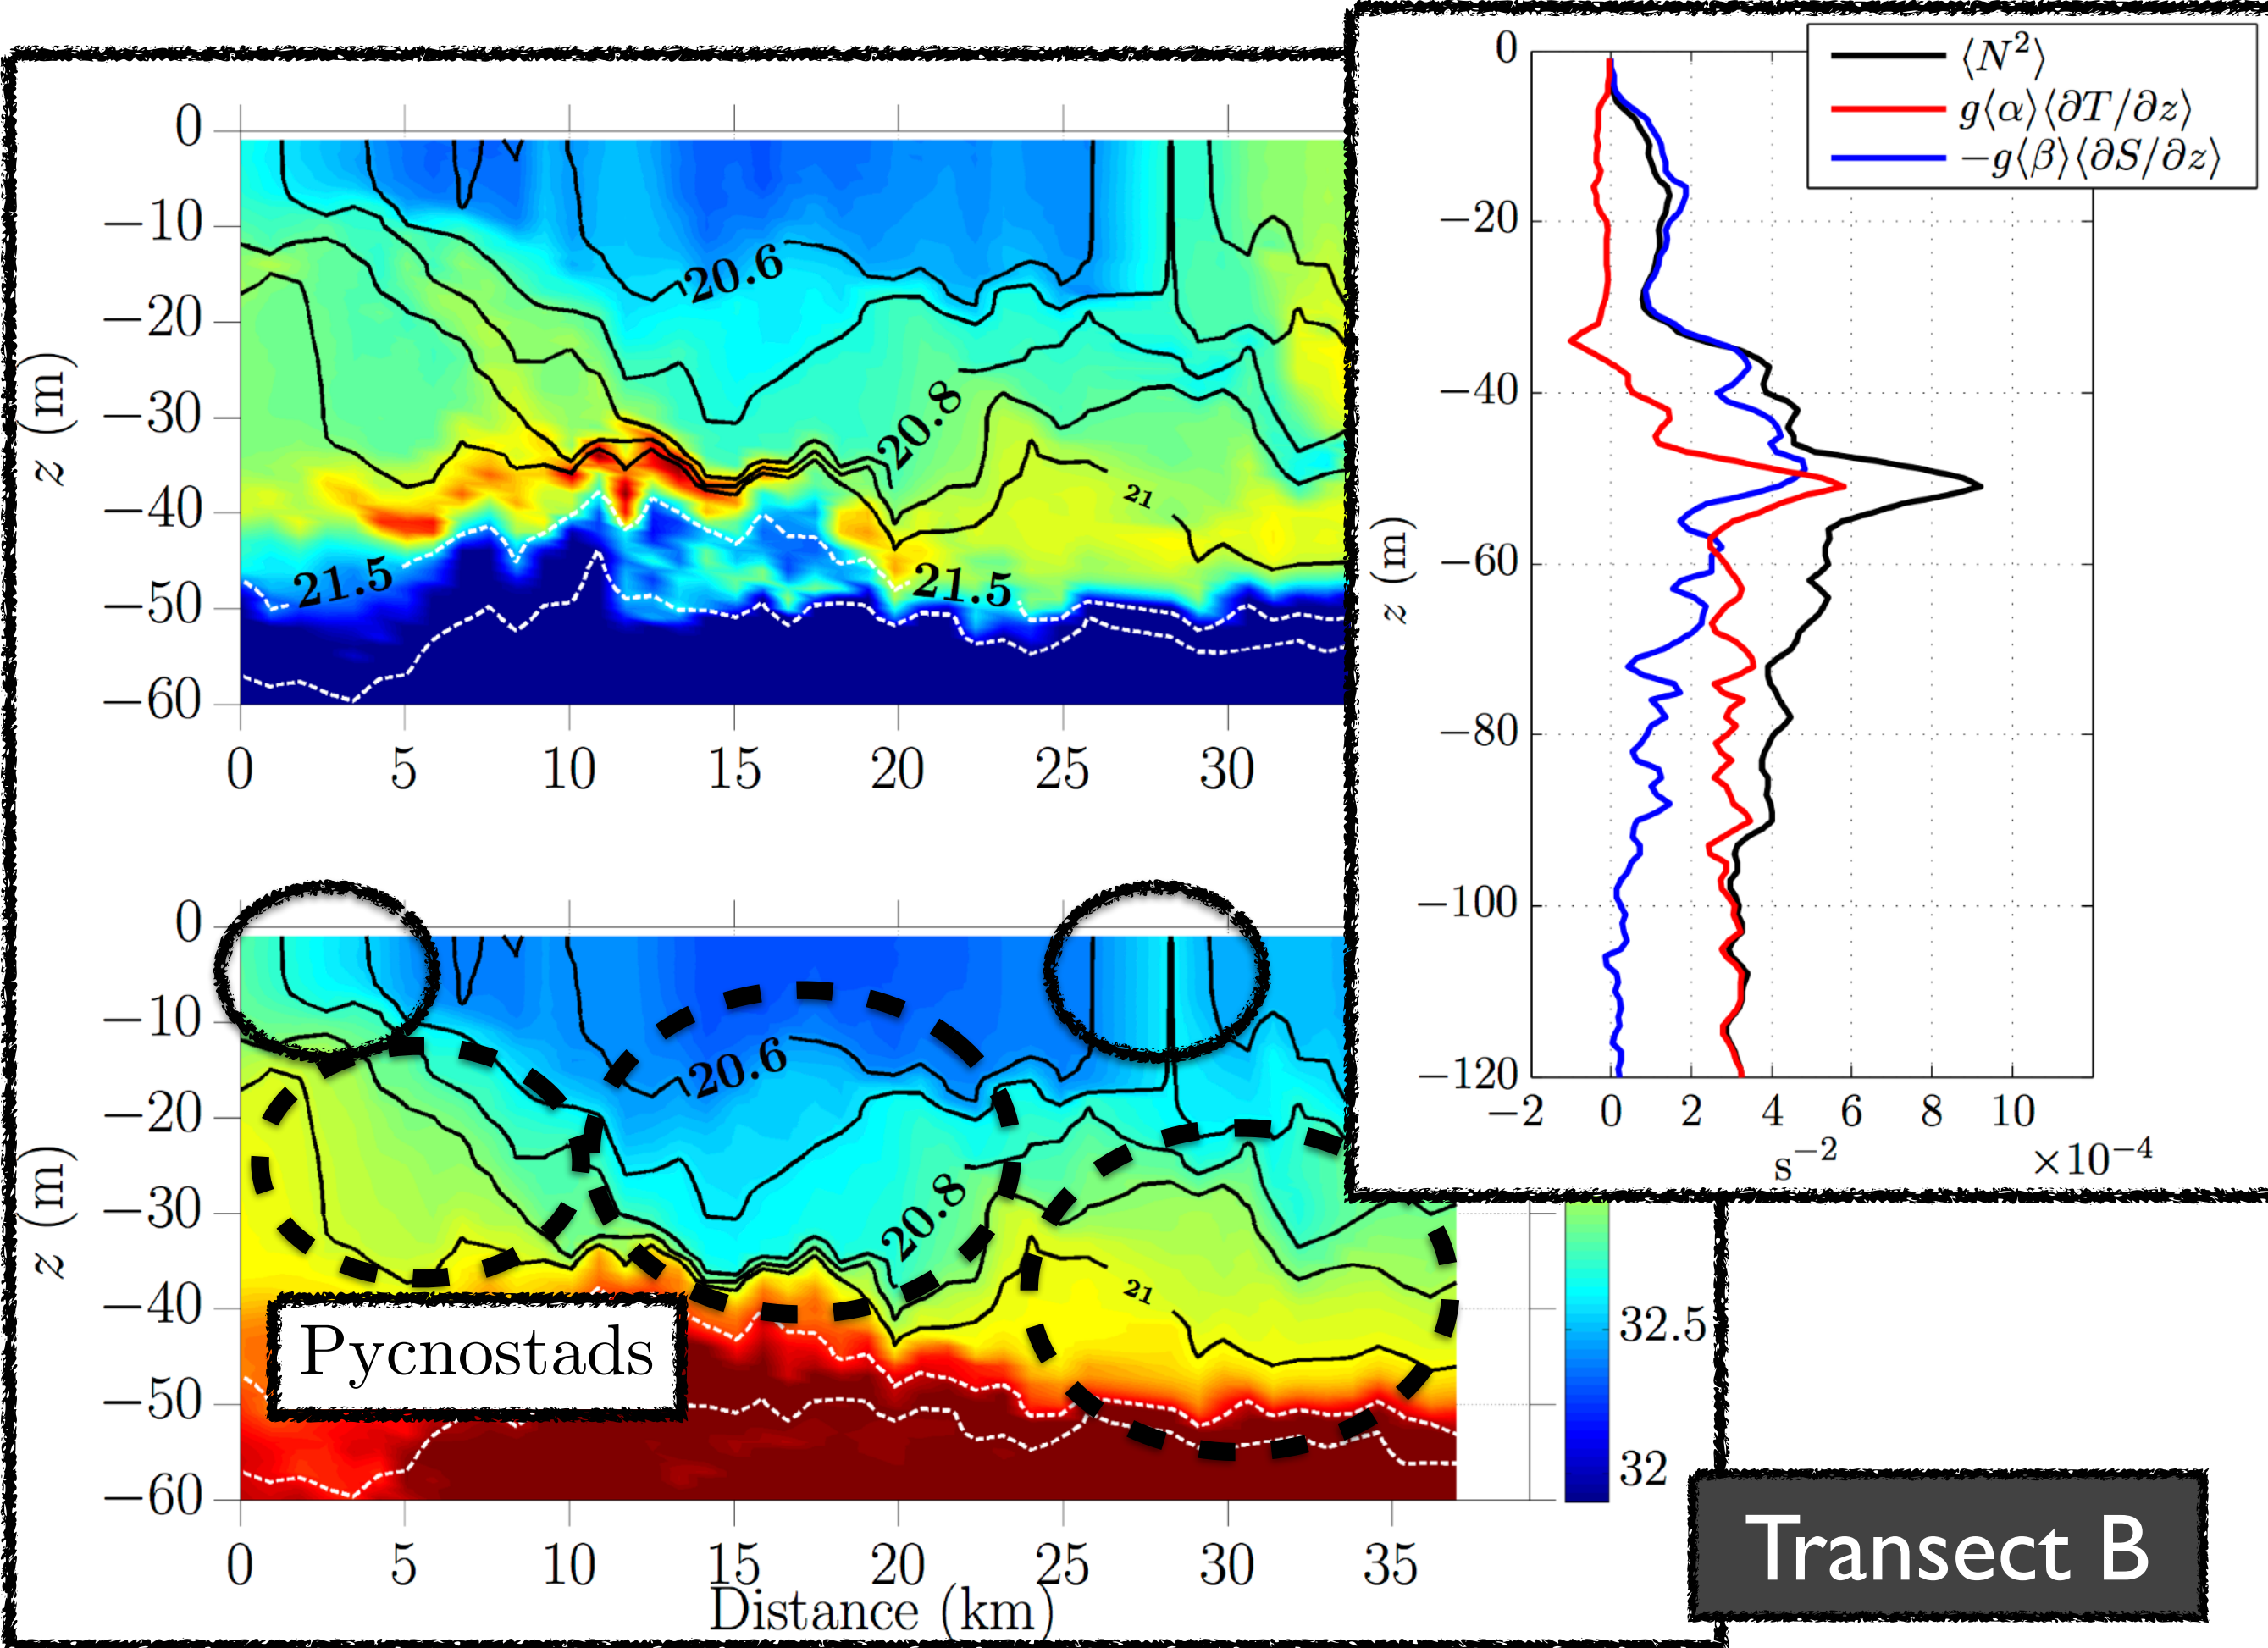 0
−10
−20
−30
−40
−50
−60
z (m)
20.6
20.8
21
21.5
21.5
0 5 10 15 20 25 30
0
−10
−20
−30
−40
−50
−60
z (m)
20.6
20.8
21
Pycnostads
0 5 10 15 20 25 30 35
Distance (km)
32.5
32
⟨N²⟩
g⟨α⟩⟨∂T/∂z⟩
−g⟨β⟩⟨∂S/∂z⟩
0
−20
−40
−60
−80
−100
−120
z (m)
−2 0 2 4 6 8 10
s⁻² ×10⁻⁴
Transect B